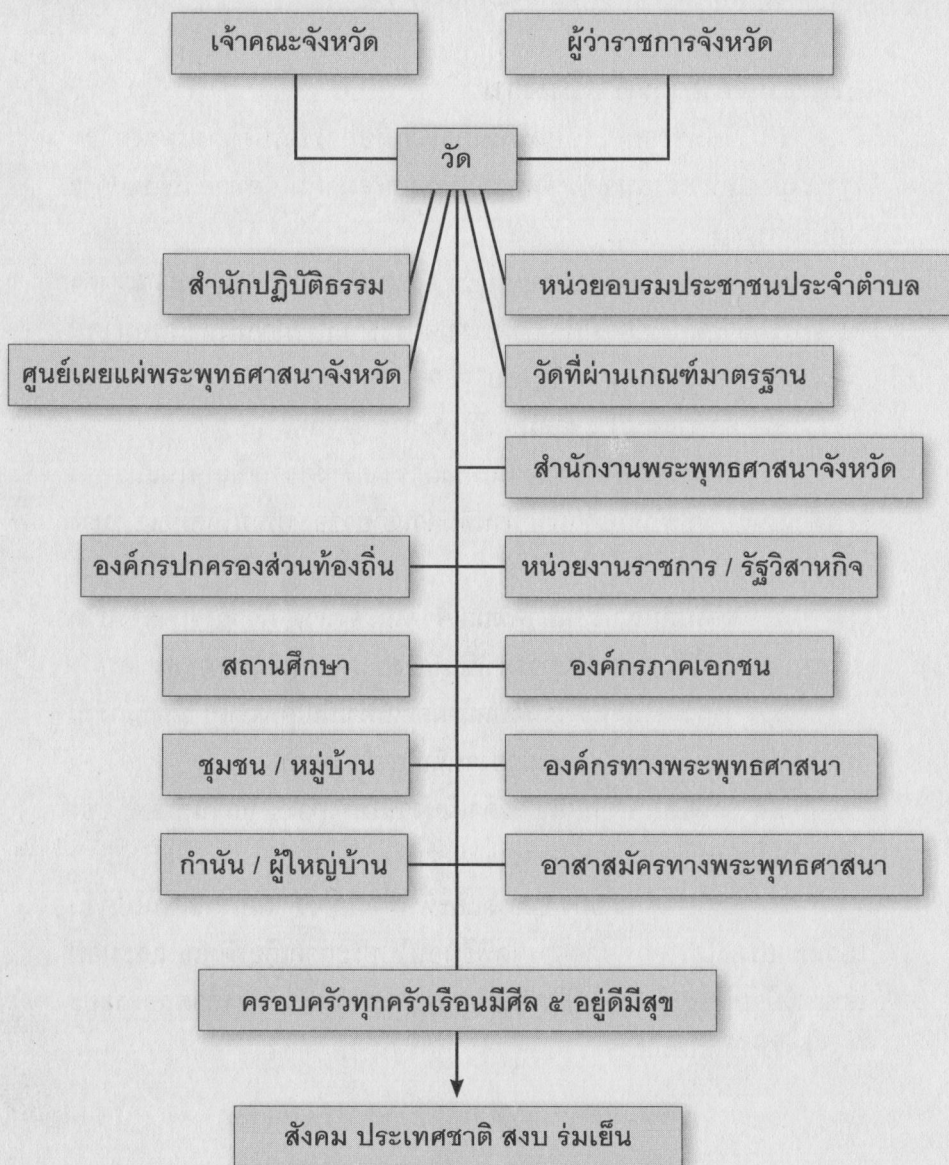 เจ้าคณะจังหวัด
ผู้ว่าราชการจังหวัด
วัด
สำนักปฏิบัติธรรม
หน่วยอบรมประชาชนประจำตำบล
ศูนย์เผยแผ่พระพุทธศาสนาจังหวัด
วัดที่ผ่านเกณฑ์มาตรฐาน
สำนักงานพระพุทธศาสนาจังหวัด
องค์กรปกครองส่วนท้องถิ่น
หน่วยงานราชการ / รัฐวิสาหกิจ
สถานศึกษา
องค์กรภาคเอกชน
ชุมชน / หมู่บ้าน
องค์กรทางพระพุทธศาสนา
กำนัน / ผู้ใหญ่บ้าน
อาสาสมัครทางพระพุทธศาสนา
ครอบครัวทุกครัวเรือนมีศีล ๕ อยู่ดีมีสุข
สังคม ประเทศชาติ สงบ ร่มเย็น